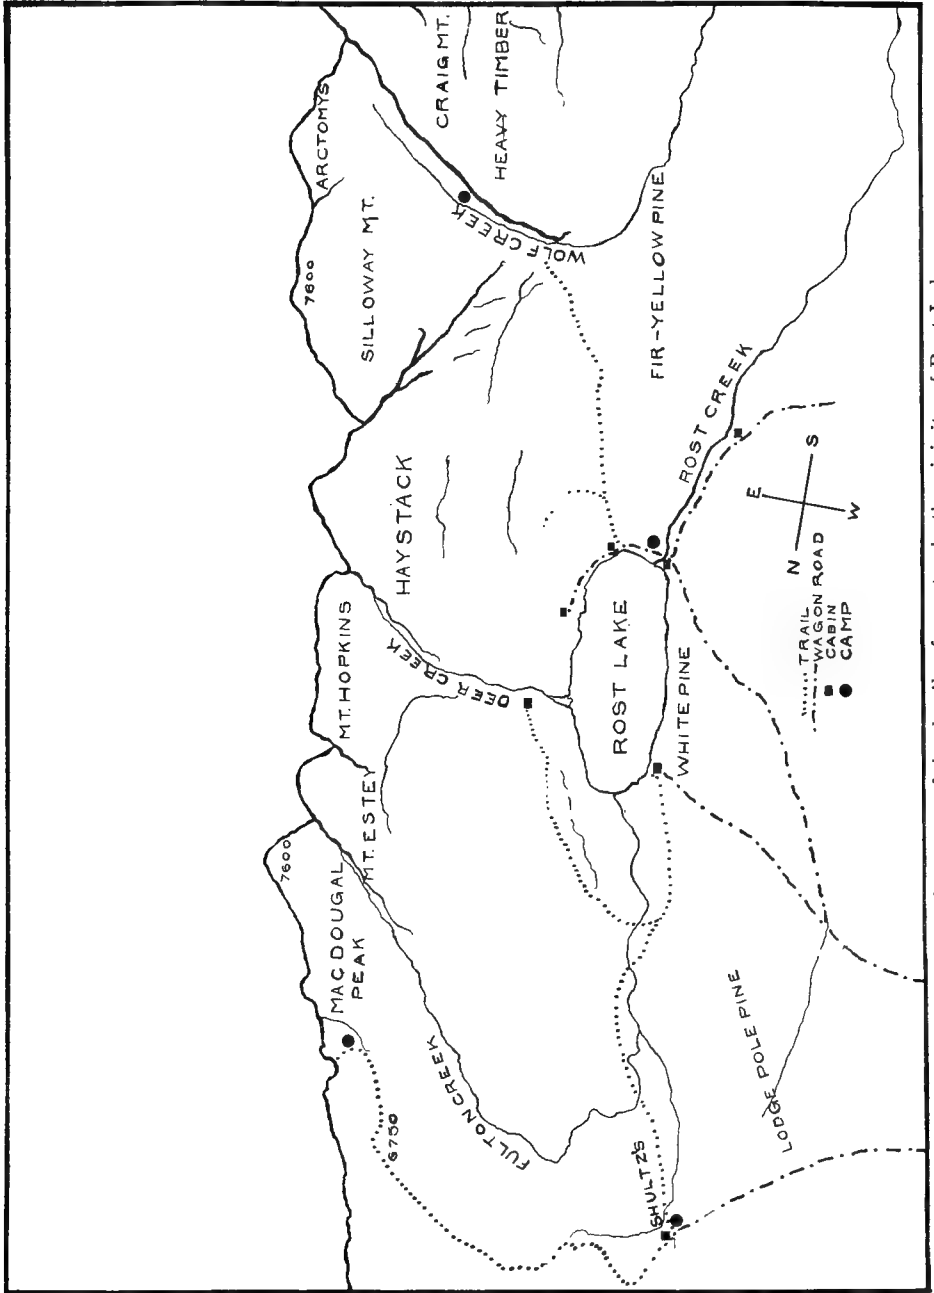 ARCTOMYS
CRAIG MT.
HEAVY TIMBER
7600
SILLOWAY MT.
WOLF CREEK
FIR-YELLOW PINE
HAYSTACK
ROST CREEK
MT. HOPKINS
DEER CREEK
ROST LAKE
WHITE PINE
E
S
N
W
TRAIL
WAGON ROAD
CABIN
CAMP
MT. ESTEY
7600
MACDOUGAL
PEAK
6750
FULTON CREEK
LODGE POLE PINE
SHULTZ'S